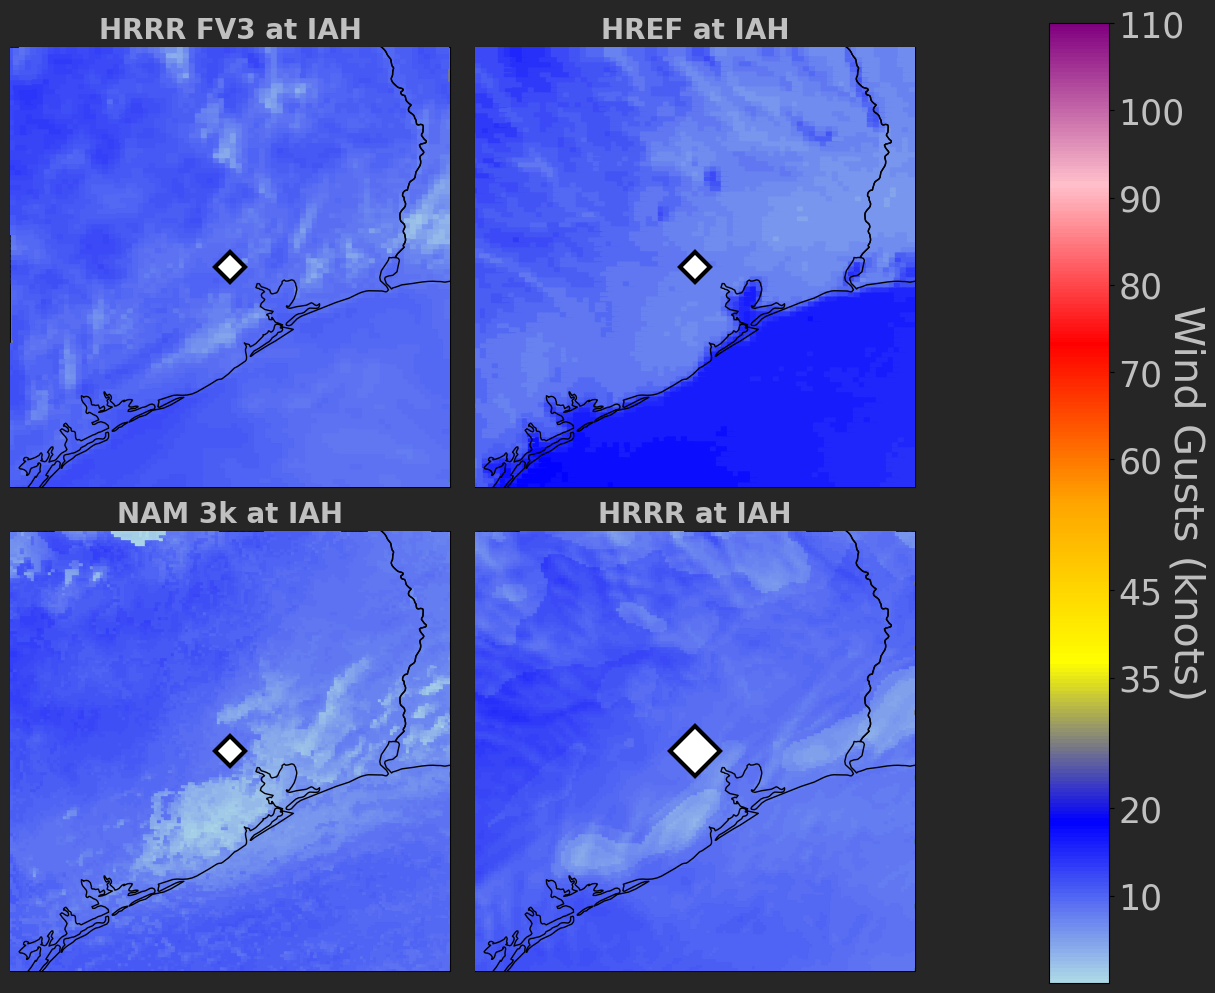 HRRR FV3 at IAH
HREF at IAH
NAM 3k at IAH
HRRR at IAH
110
100
90
80
70
60
45
35
20
10
Wind Gusts (knots)